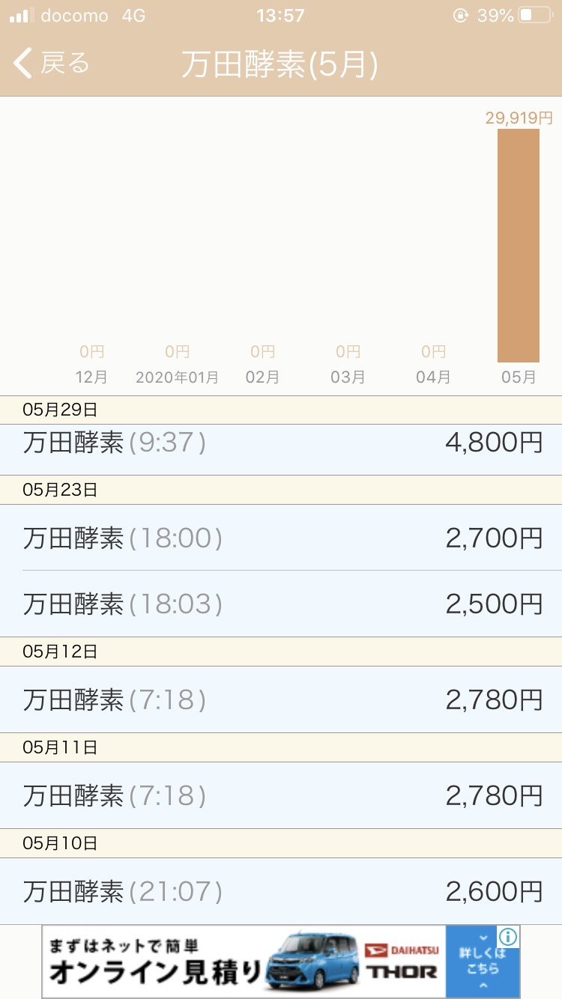 docomo 4G 13:57 39%
戻る 万田酵素(5月)
29,919円
0円 0円 0円 0円 0円
12月 2020年01月 02月 03月 04月 05月
05月29日
万田酵素(9:37) 4,800円
05月23日
万田酵素(18:00) 2,700円
万田酵素(18:03) 2,500円
05月12日
万田酵素(7:18) 2,780円
05月11日
万田酵素(7:18) 2,780円
05月10日
万田酵素(21:07) 2,600円
まずはネットで簡単
オンライン見積り
DAIHATSU
THOR
詳しくは
こちら